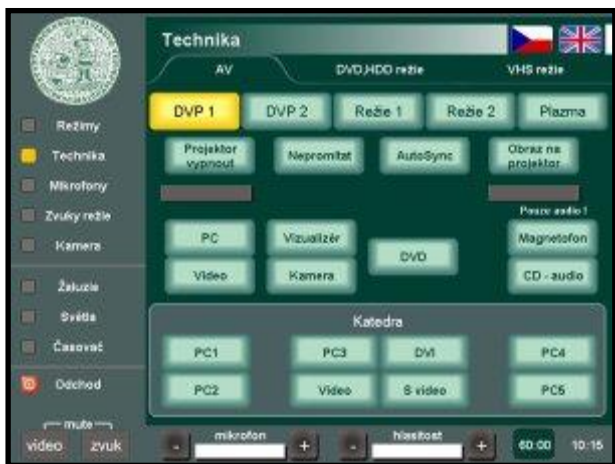 Technika
AV DVD,HDD režie VHS režie
DVP 1 DVP 2 Režie 1 Režie 2 Plazma
Režimy
Technika
Mikrofony
Zvuky režie
Kamera
Žaluzie
Světla
Časovač
Odchod
mute
video zvuk
Projektor vypnout Nepromítat AutoSync Obraz na projektor
Pouze audio !
PC Vizualizér DVD Magnetofon
Video Kamera CD - audio
Katedra
PC1 PC3 DVI PC4
PC2 Video S video PC5
- mikrofon + - hlasitost + 60:00 10:15